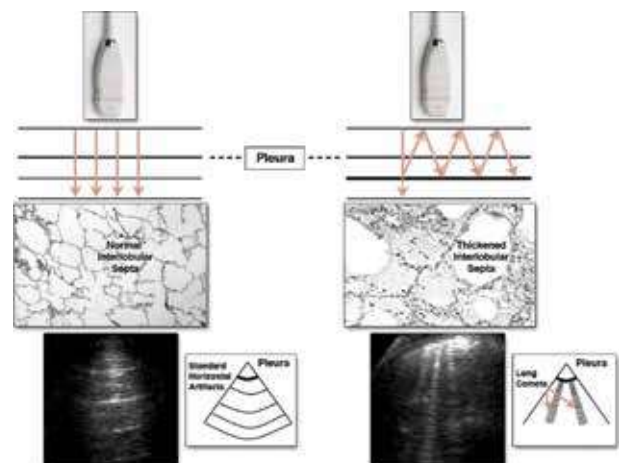 Pleura
Normal
Interlobular
Septa
Thickened
Interlobular
Septa
Standard
Horizontal
Artifacts
Pleura
Lung
Comets
Pleura